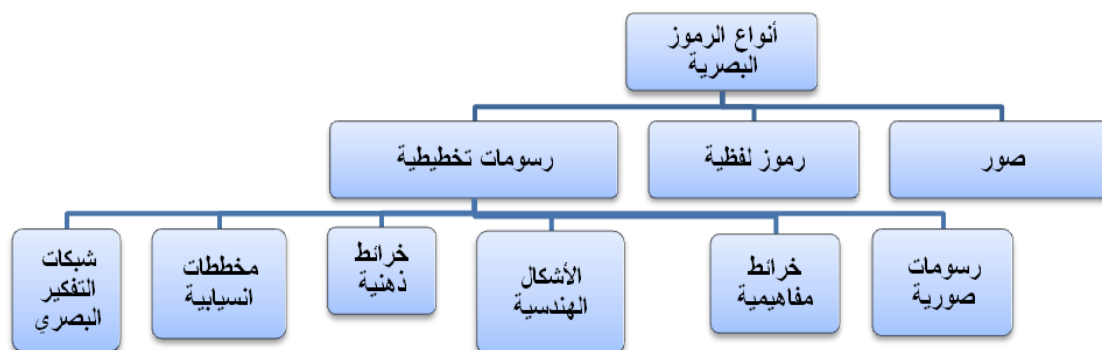 أنواع الرموز
البصرية
صور
رموز لفظية
رسومات تخطيطية
رسومات
صورية
خرائط
مفاهيمية
الأشكال
الهندسية
خرائط
ذهنية
مخططات
انسيابية
شبكات
التفكير
البصري